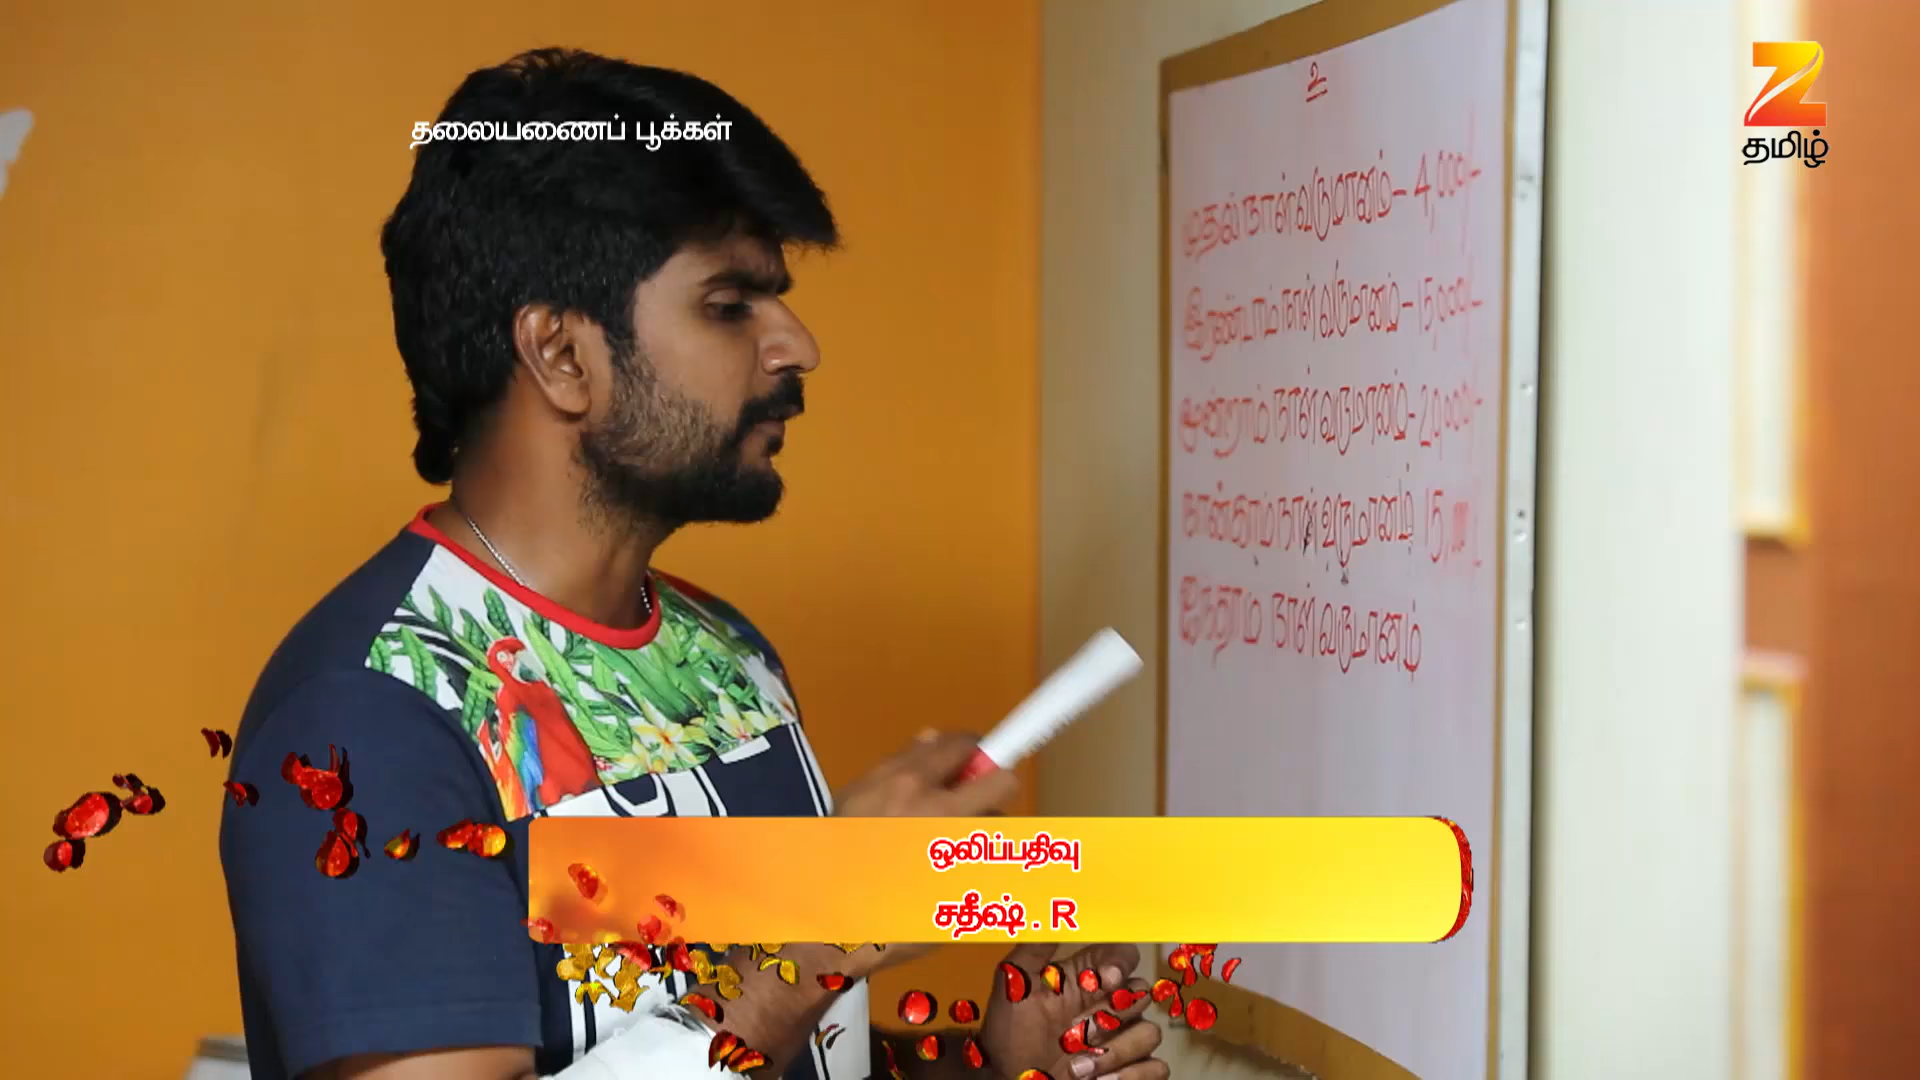 தலையணைப் பூக்கள்
தமிழ்
உ
முதல் நாள் வருமானம் - 4,000/-
இரண்டாம் நாள் வருமானம் - 15,000/-
மூன்றாம் நாள் வருமானம் - 20,000/-
நான்காம் நாள் வருமானம் 15,000/-
ஐந்தாம் நாள் வருமானம்
ஒலிப்பதிவு
சதீஷ் . R